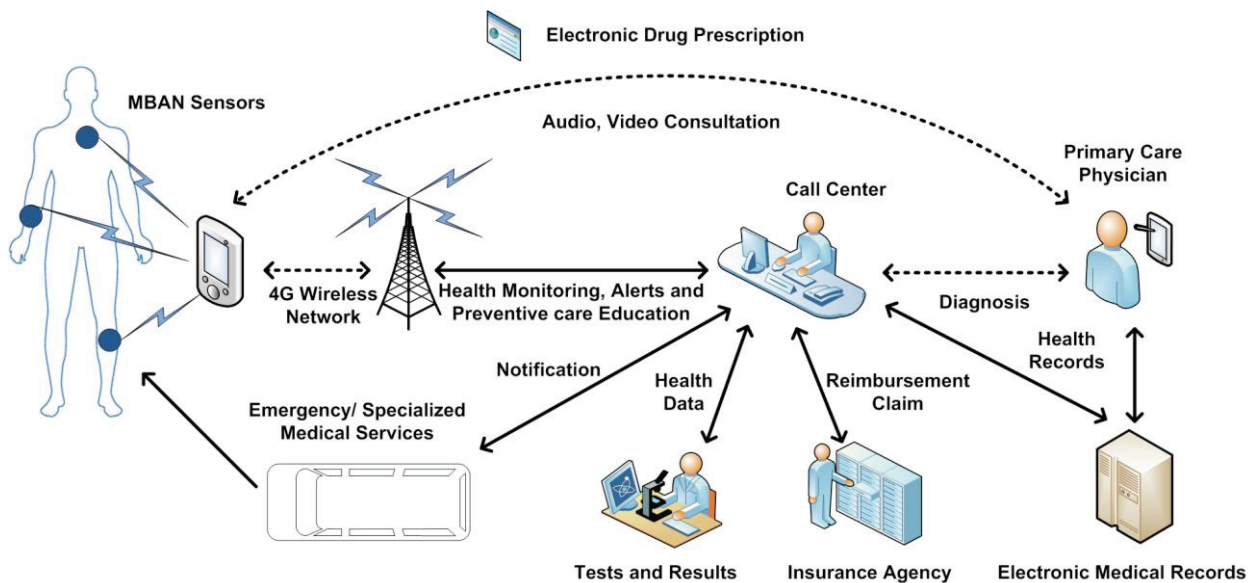 Electronic Drug Prescription
MBAN Sensors
Audio, Video Consultation
Primary Care
Physician
Call Center
4G Wireless
Network
Health Monitoring, Alerts and
Preventive care Education
Diagnosis
Health
Records
Notification
Health
Data
Reimbursement
Claim
Emergency/ Specialized
Medical Services
Tests and Results
Insurance Agency
Electronic Medical Records